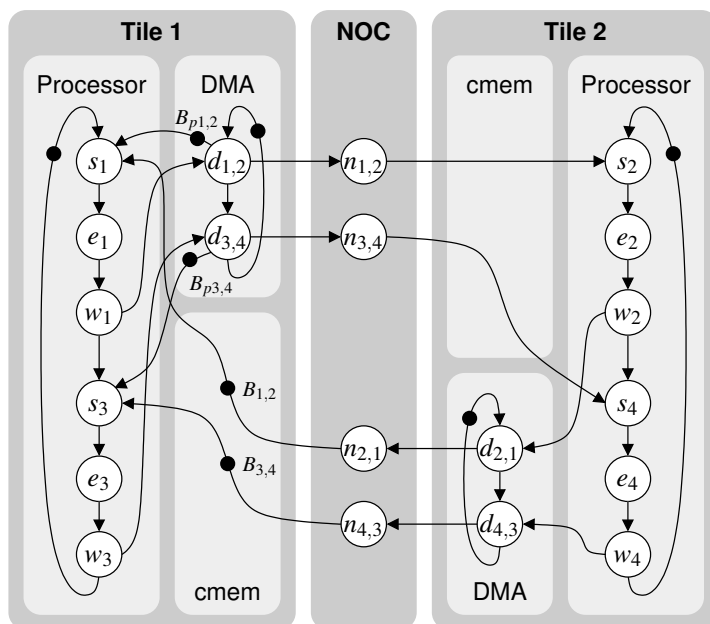 Tile 1
NOC
Tile 2
Processor
DMA
cmem
Processor
B_{p1,2}
s_1
d_{1,2}
n_{1,2}
s_2
e_1
d_{3,4}
n_{3,4}
e_2
B_{p3,4}
w_1
w_2
s_3
B_{1,2}
s_4
n_{2,1}
d_{2,1}
B_{3,4}
e_3
e_4
n_{4,3}
d_{4,3}
w_3
w_4
cmem
DMA